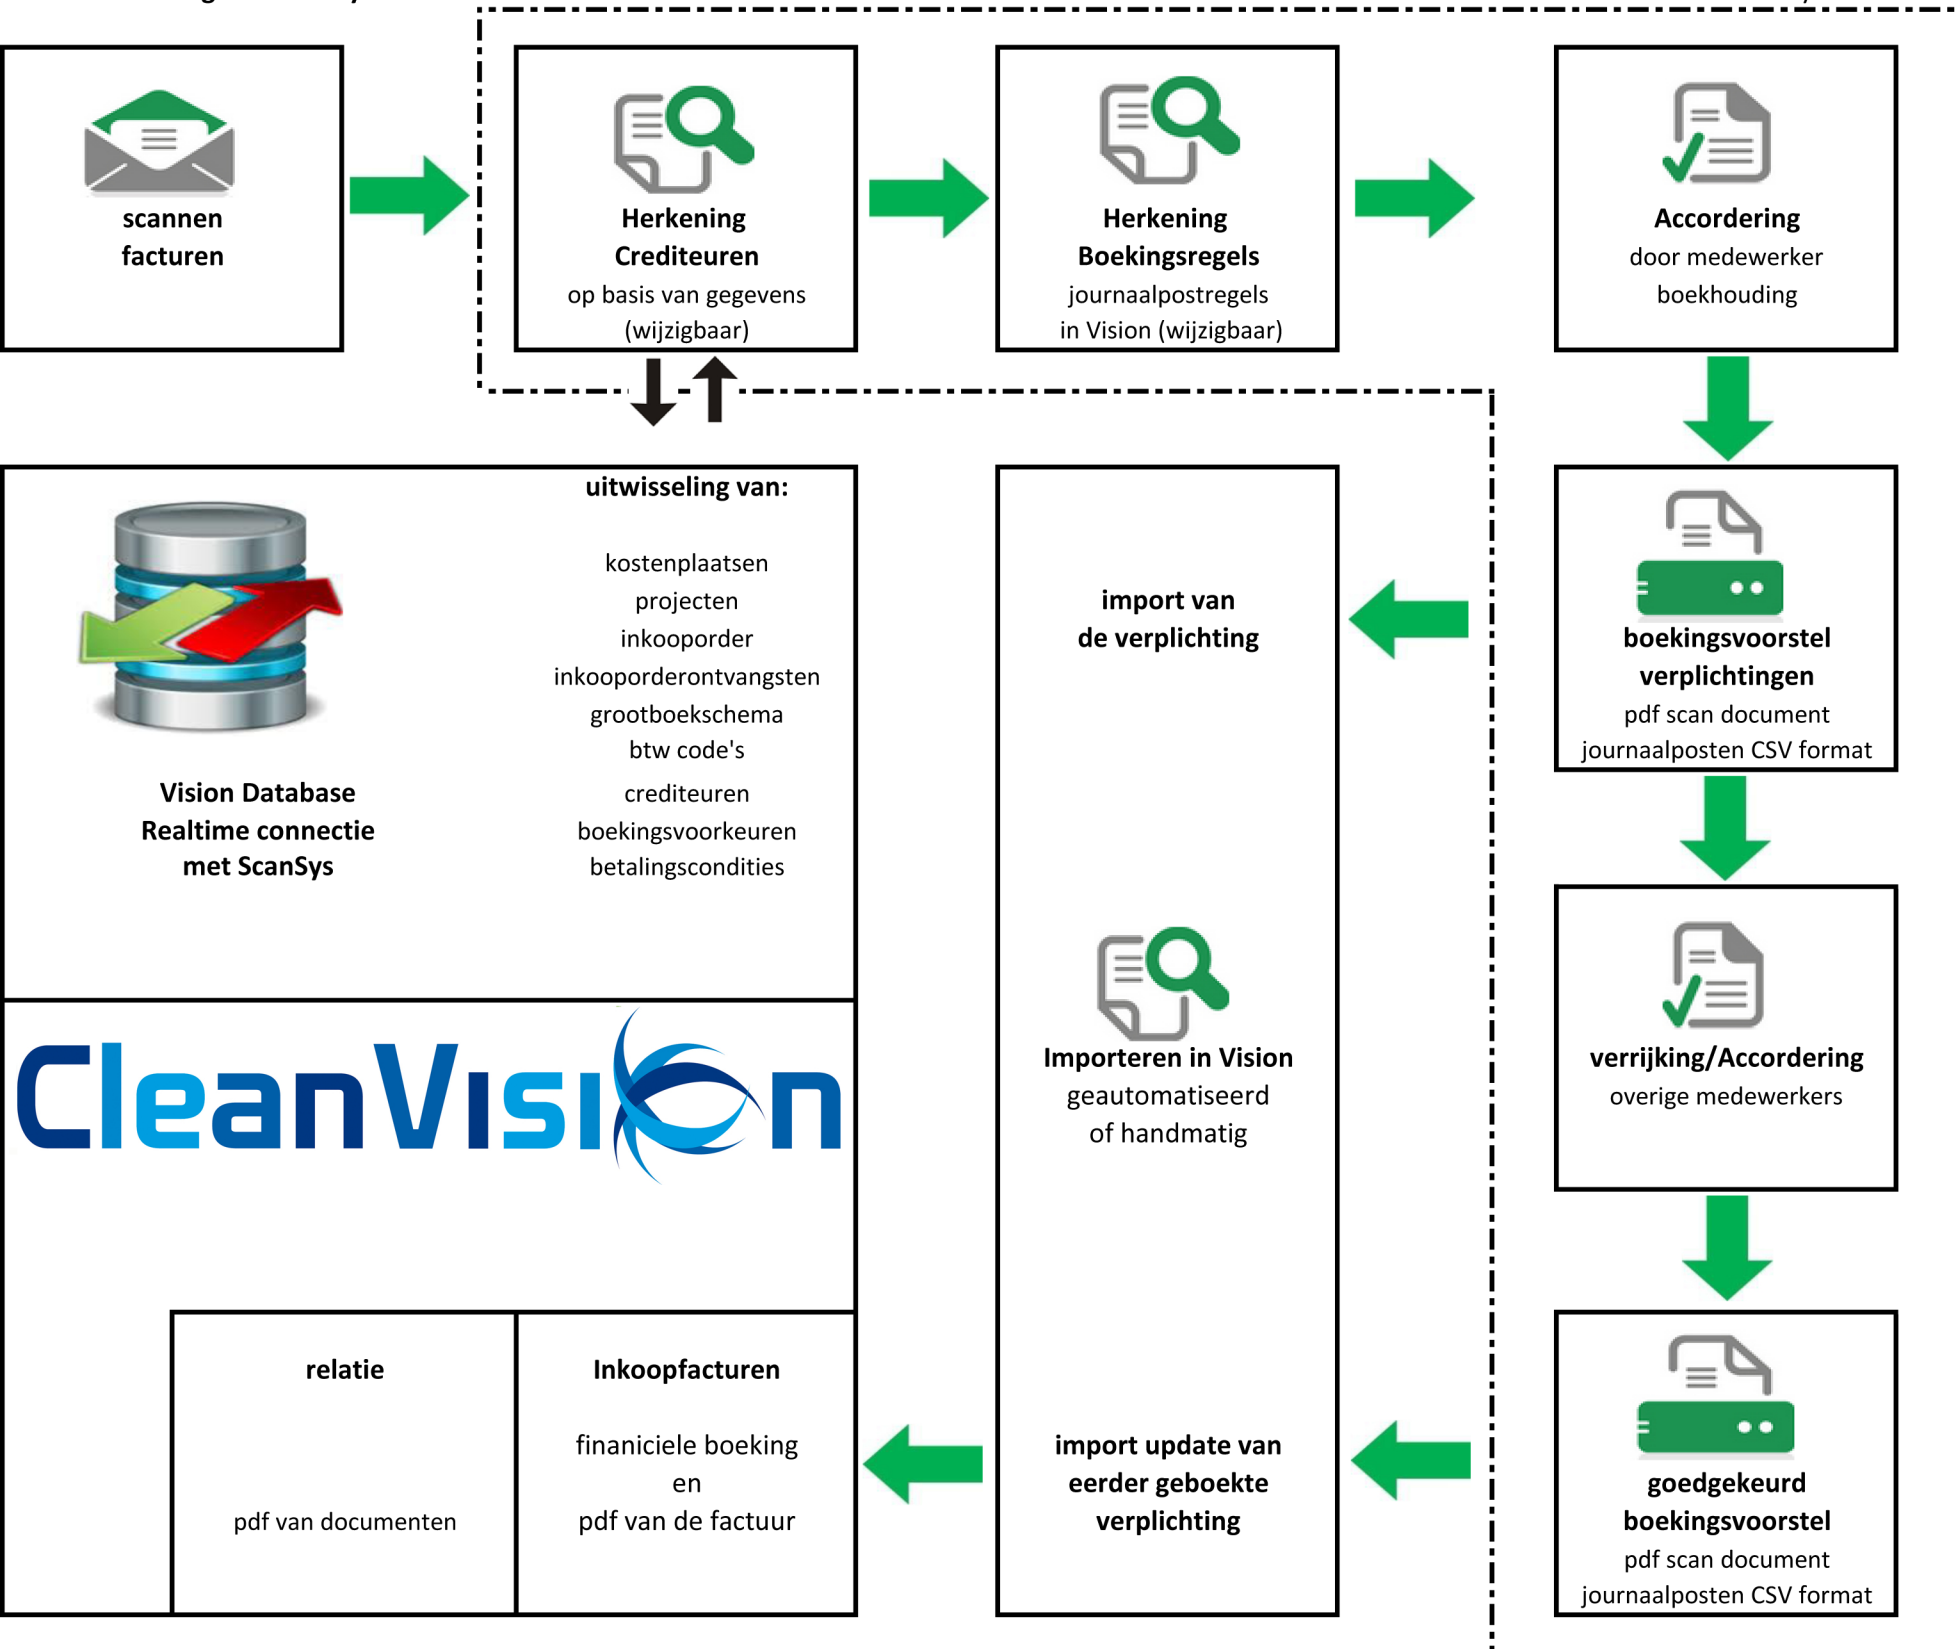 scannen
facturen
Herkening
Crediteuren
op basis van gegevens
(wijzigbaar)
Herkening
Boekingsregels
journaalpostregels
in Vision (wijzigbaar)
Accordering
door medewerker
boekhouding
Vision Database
Realtime connectie
met ScanSys
uitwisseling van:
kostenplaatsen
projecten
inkooporder
inkooporderontvangsten
grootboekschema
btw code's
crediteuren
boekingsvoorkeuren
betalingscondities
import van
de verplichting
boekingsvoorstel
verplichtingen
pdf scan document
journaalposten CSV format
CleanVision
Importeren in Vision
geautomatiseerd
of handmatig
verrijking/Accordering
overige medewerkers
relatie
pdf van documenten
Inkoopfacturen
finaniciele boeking
en
pdf van de factuur
import update van
eerder geboekte
verplichting
goedgekeurd
boekingsvoorstel
pdf scan document
journaalposten CSV format